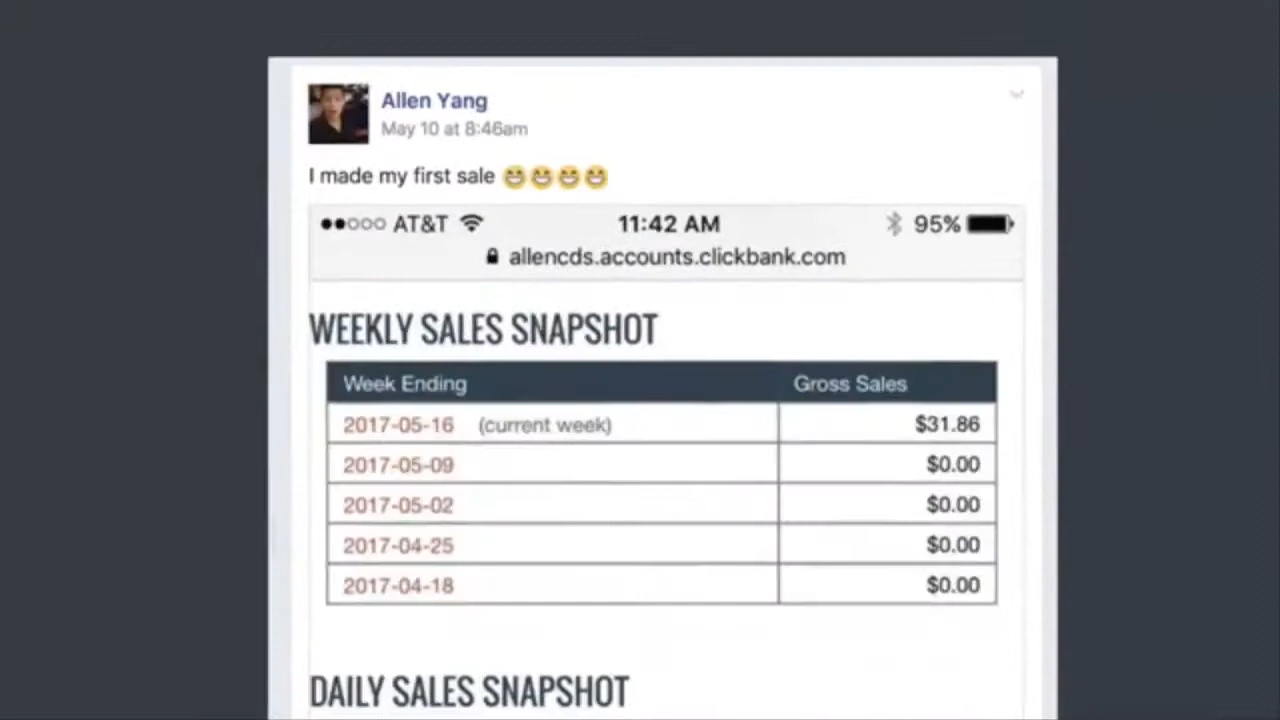 Allen Yang
May 10 at 8:46am
I made my first sale 😁😁😁😁
AT&T 11:42 AM 95%
allencds.accounts.clickbank.com
WEEKLY SALES SNAPSHOT
Week Ending Gross Sales
2017-05-16 (current week) $31.86
2017-05-09 $0.00
2017-05-02 $0.00
2017-04-25 $0.00
2017-04-18 $0.00
DAILY SALES SNAPSHOT